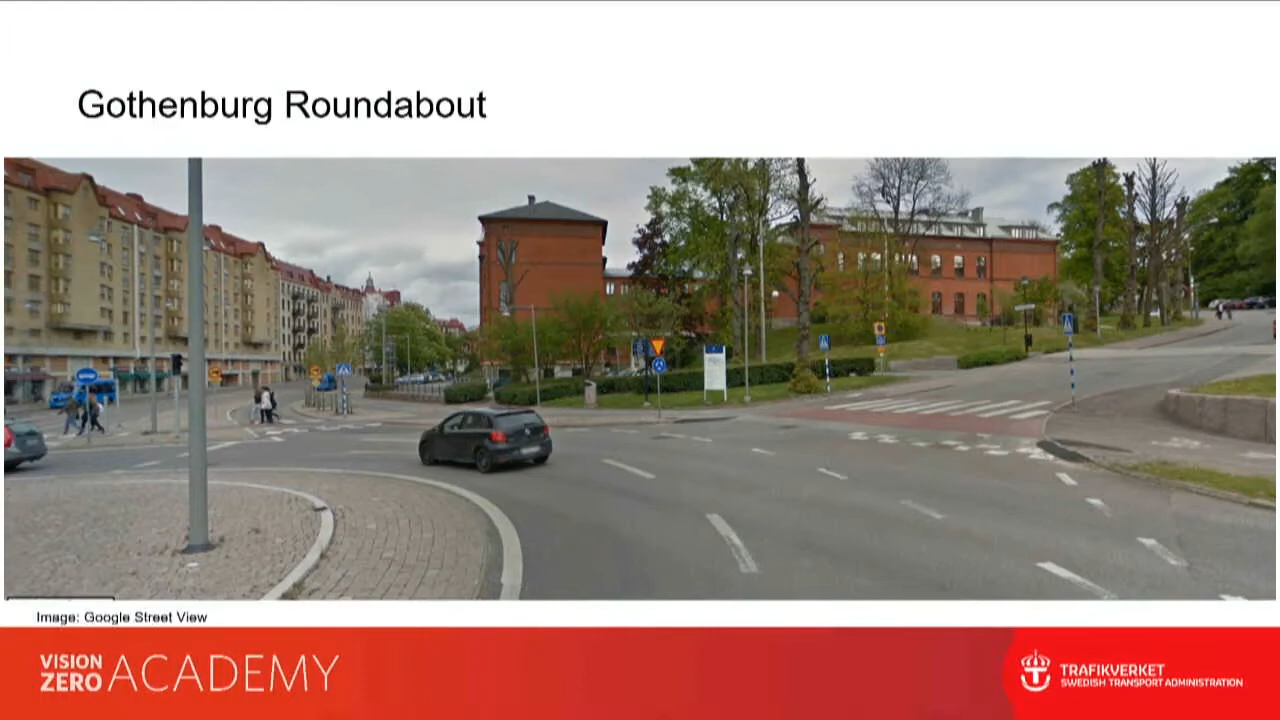 Gothenburg Roundabout
Image: Google Street View
VISION
ZERO ACADEMY
TRAFIKVERKET
SWEDISH TRANSPORT ADMINISTRATION